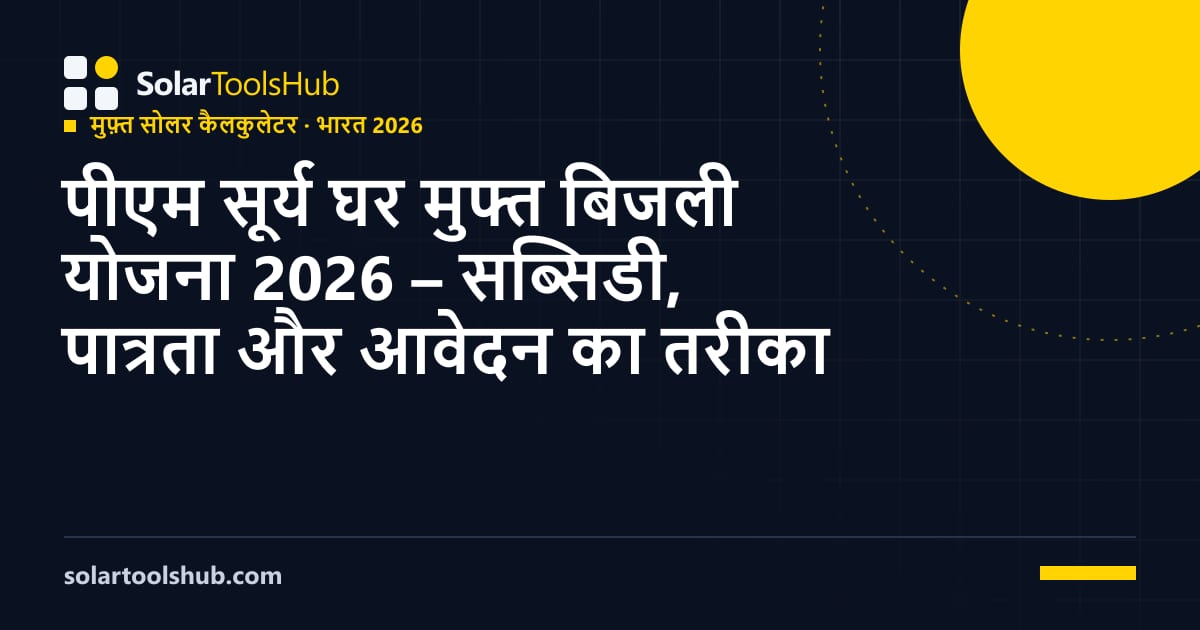 SolarToolsHub
मुफ़्त सोलर कैलकुलेटर · भारत 2026
पीएम सूर्य घर मुफ्त बिजली
योजना 2026 – सब्सिडी,
पात्रता और आवेदन का तरीका
solartoolshub.com